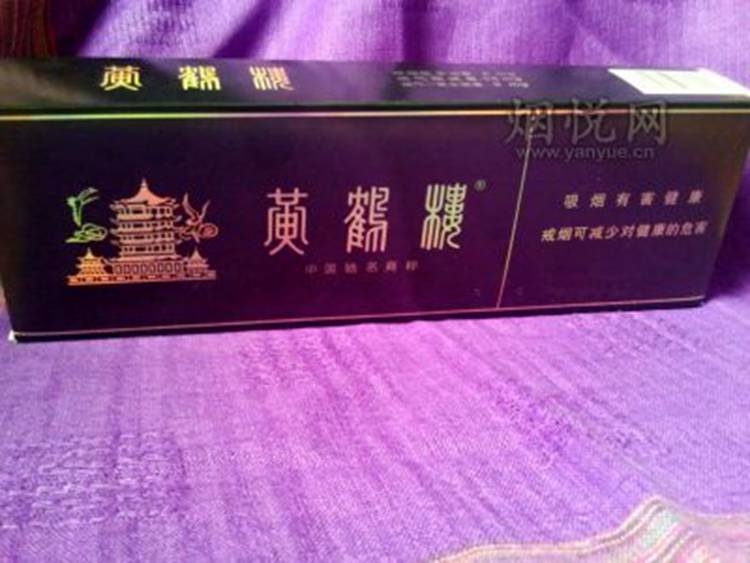 黄鹤楼
烟悦网
www.yanyue.cn
黄鹤楼®
中国驰名商标
吸烟有害健康
戒烟可减少对健康的危害